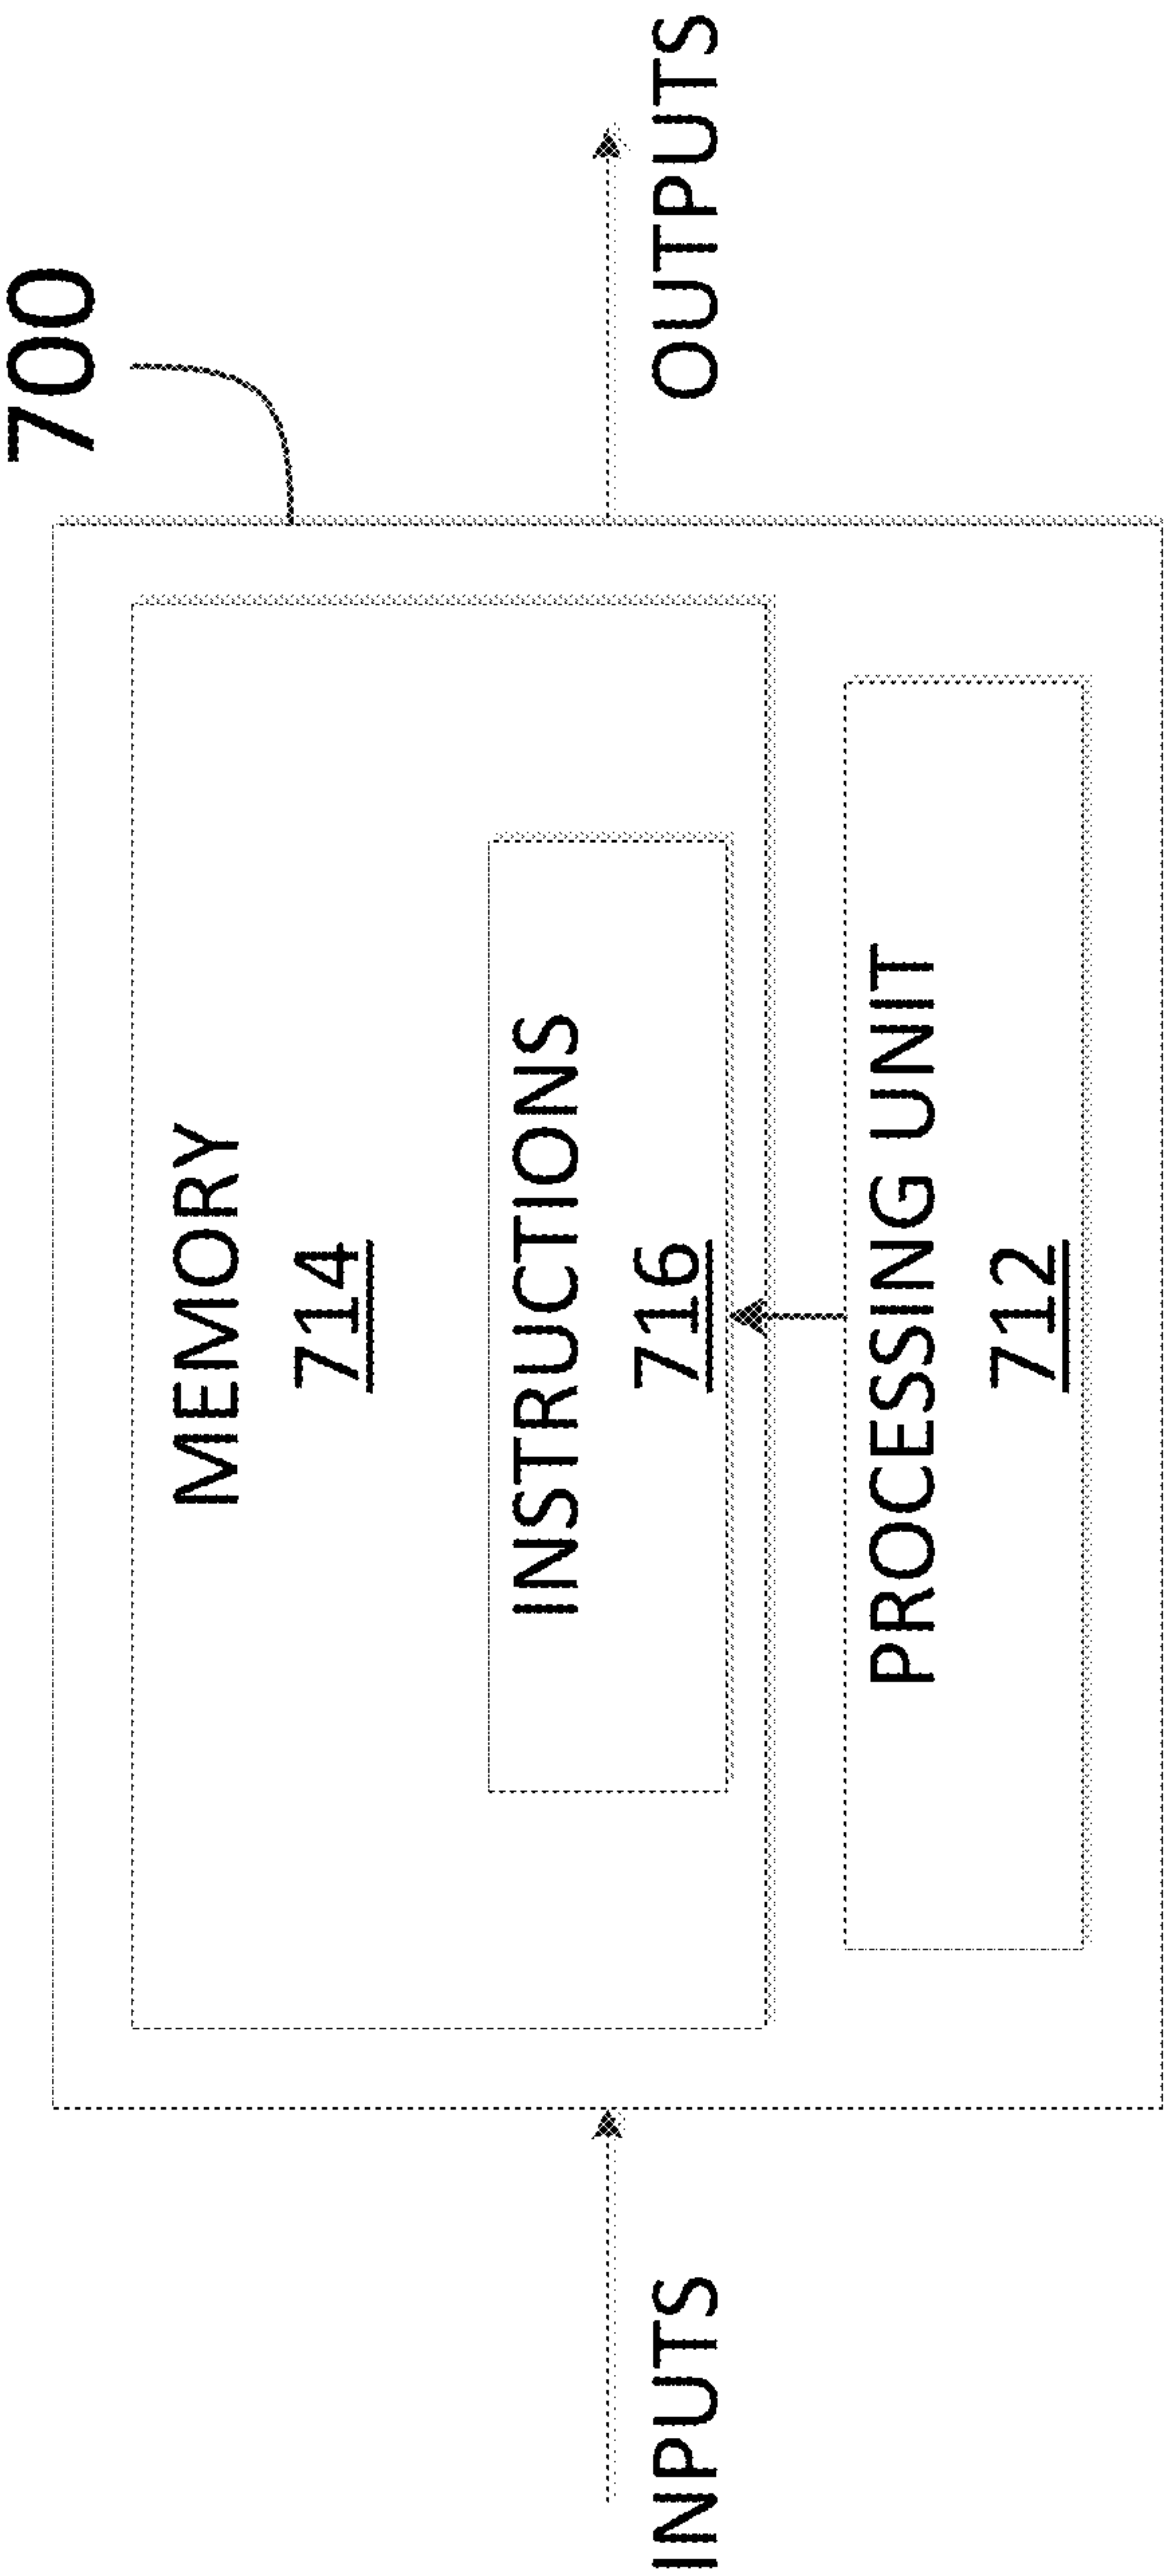 700
MEMORY
714
INSTRUCTIONS
716
INPUTS
OUTPUTS
PROCESSING UNIT
712